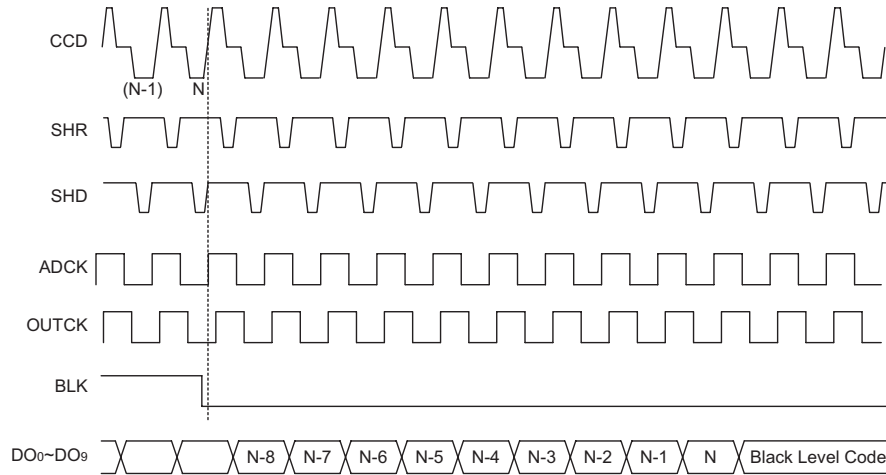 CCD
(N-1) N
SHR
SHD
ADCK
OUTCK
BLK
DO0~DO9 N-8 N-7 N-6 N-5 N-4 N-3 N-2 N-1 N Black Level Code